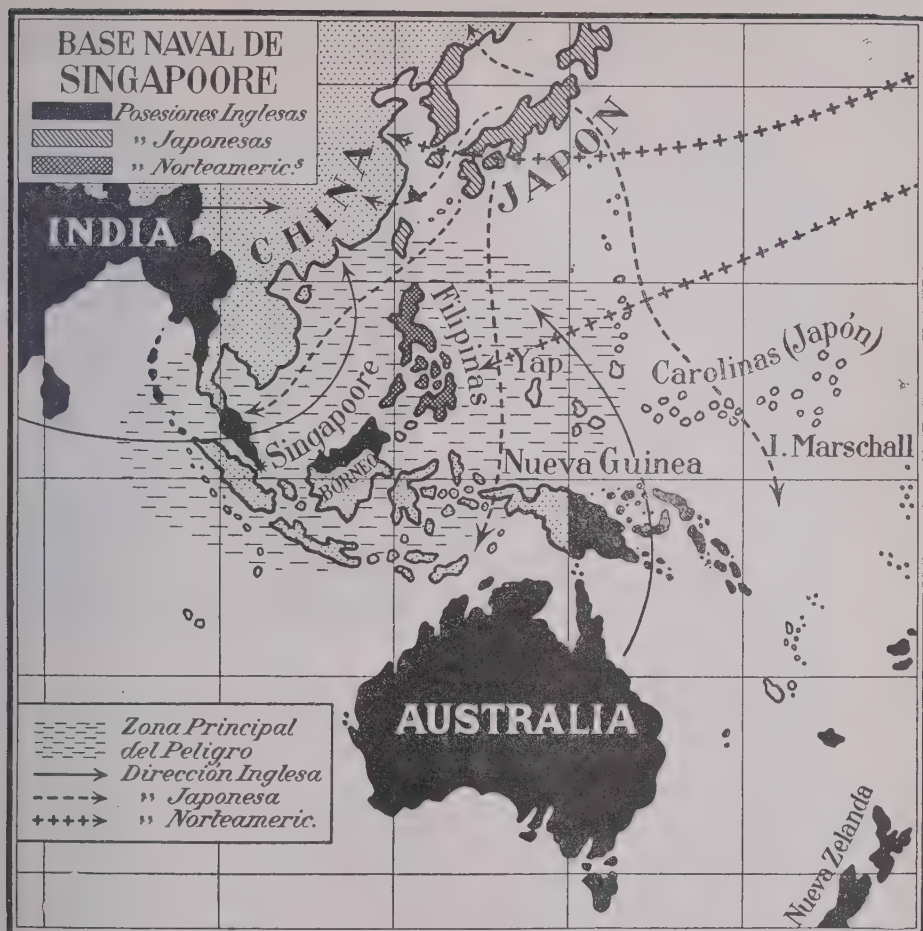 BASE NAVAL DE
SINGAPOORE
Posesiones Inglesas
„ Japonesas
„ Norteameric.s
INDIA
CHINA
JAPÓN
Filipinas
Yap
Carolinas (Japón)
I. Marschall
Singapoore
BORNEO
Nueva Guinea
AUSTRALIA
Nueva Zelanda
Zona Principal
del Peligro
Dirección Inglesa
„ Japonesa
„ Norteameric.